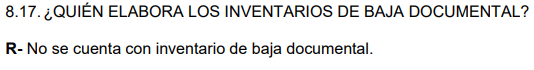 8.17. ¿QUIÉN ELABORA LOS INVENTARIOS DE BAJA DOCUMENTAL?
R- No se cuenta con inventario de baja documental.